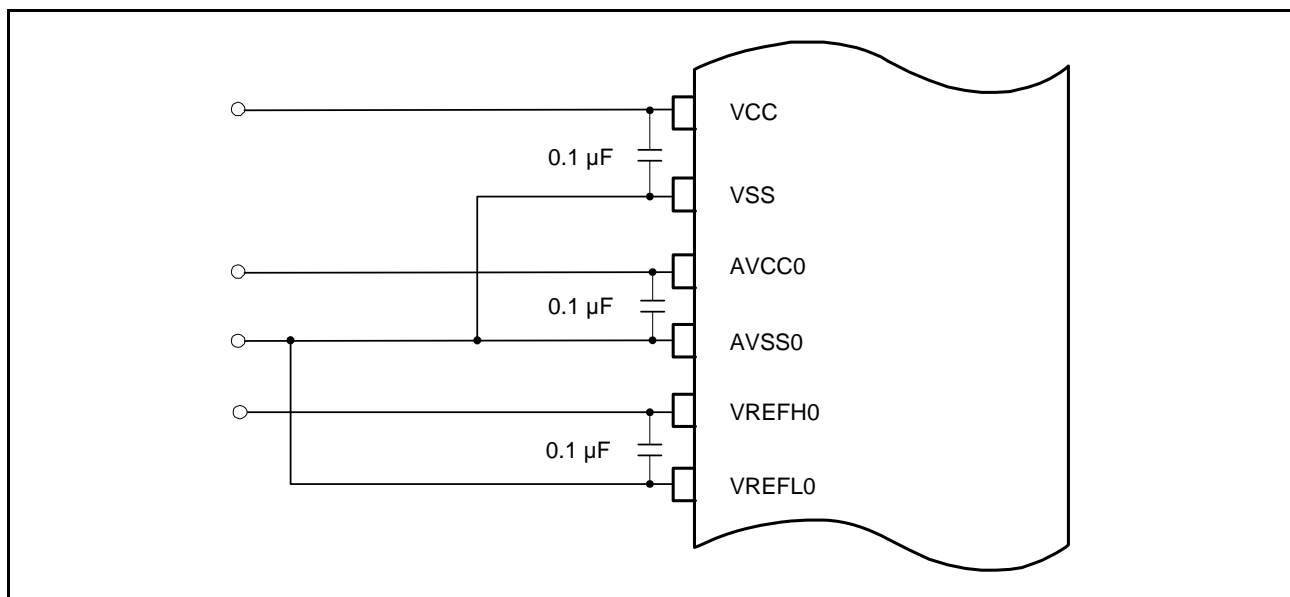 VCC
0.1 µF
VSS
AVCC0
0.1 µF
AVSS0
VREFH0
0.1 µF
VREFL0